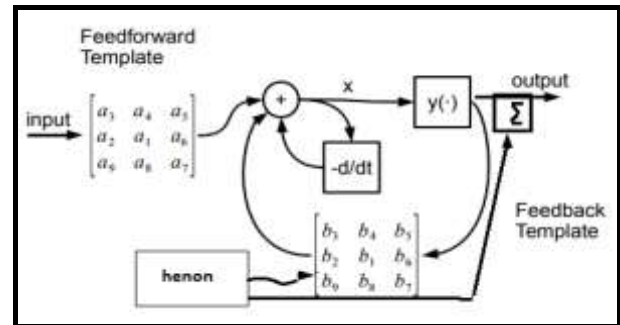 Feedforward
Template
input
a₃ a₄ a₅
a₂ a₁ a₆
a₉ a₈ a₇
+
x
y(·)
output
Σ
-d/dt
b₃ b₄ b₅
b₂ b₁ b₆
b₉ b₈ b₇
Feedback
Template
henon